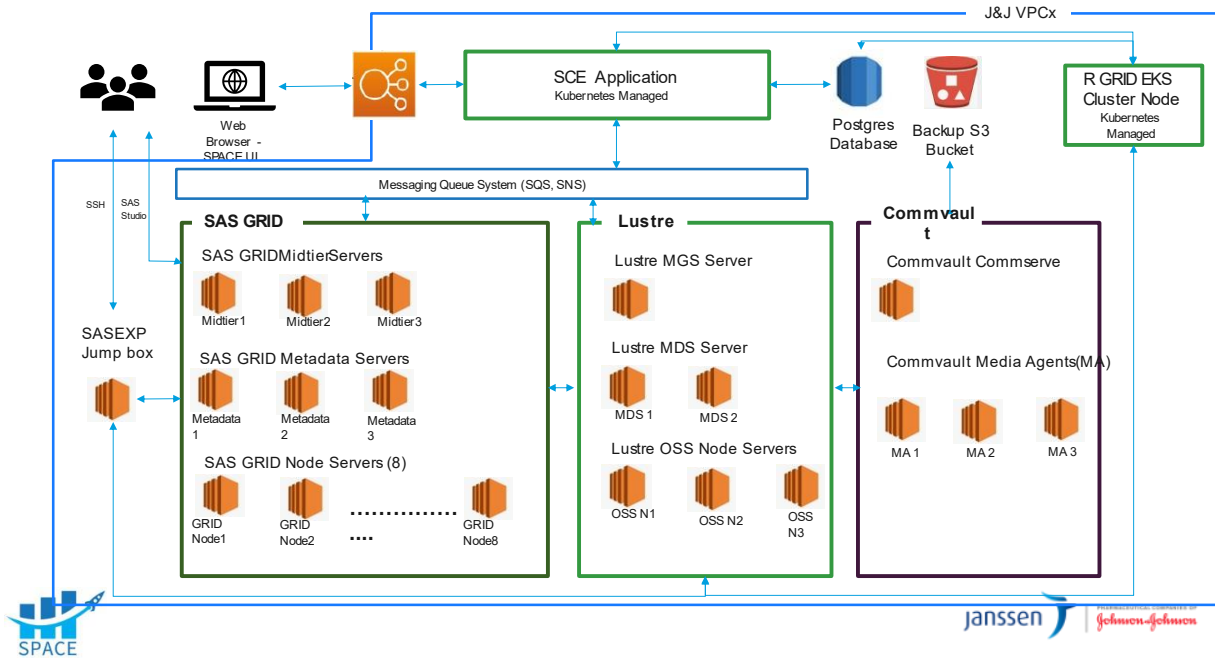 J&J VPCx
SCE Application
Kubernetes Managed
R GRID EKS
Cluster Node
Kubernetes
Managed
Web
Browser -
SPACE UI
Postgres
Database
Backup S3
Bucket
Messaging Queue System (SQS, SNS)
SSH
SAS
Studio
SAS GRID
SAS GRIDMidtierServers
Midtier1
Midtier2
Midtier3
SAS GRID Metadata Servers
Metadata
1
Metadata
2
Metadata
3
SAS GRID Node Servers (8)
GRID
Node1
GRID
Node2
...............
....
GRID
Node8
SASEXP
Jump box
Lustre
Lustre MGS Server
Lustre MDS Server
MDS 1
MDS 2
Lustre OSS Node Servers
OSS N1
OSS N2
OSS
N3
Commvaul
t
Commvault Commserve
Commvault Media Agents(MA)
MA 1
MA 2
MA 3
SPACE
janssen
PHARMACEUTICAL COMPANIES OF
Johnson & Johnson